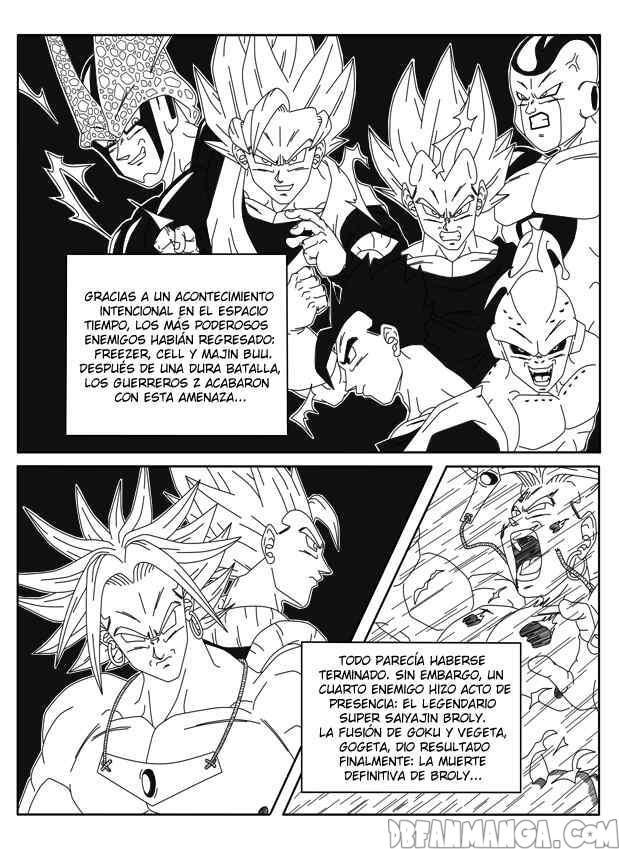 GRACIAS A UN ACONTECIMIENTO
INTENCIONAL EN EL ESPACIO
TIEMPO, LOS MÁS PODEROSOS
ENEMIGOS HABÍAN REGRESADO:
FREEZER, CELL Y MAJIN BUU.
DESPUÉS DE UNA DURA BATALLA,
LOS GUERREROS Z ACABARON
CON ESTA AMENAZA...
TODO PARECÍA HABERSE
TERMINADO. SIN EMBARGO, UN
CUARTO ENEMIGO HIZO ACTO DE
PRESENCIA: EL LEGENDARIO
SUPER SAIYAJIN BROLY.
LA FUSIÓN DE GOKU Y VEGETA,
GOGETA, DIO RESULTADO
FINALMENTE: LA MUERTE
DEFINITIVA DE BROLY...
DBFANMANGA.COM